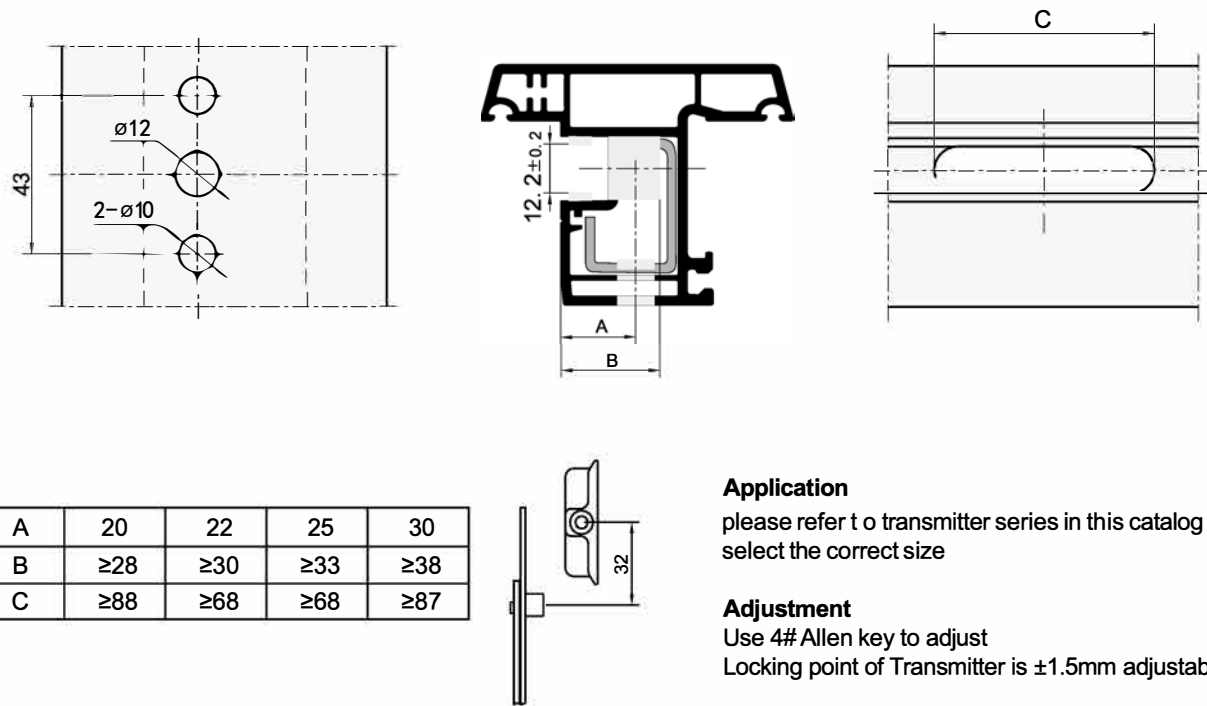 C
ø12
43
2-ø10
12.2±0.2
A
B
A 20 22 25 30
B ≥28 ≥30 ≥33 ≥38
C ≥88 ≥68 ≥68 ≥87
32
Application
please refer t o transmitter series in this catalog
select the correct size
Adjustment
Use 4# Allen key to adjust
Locking point of Transmitter is ±1.5mm adjustab